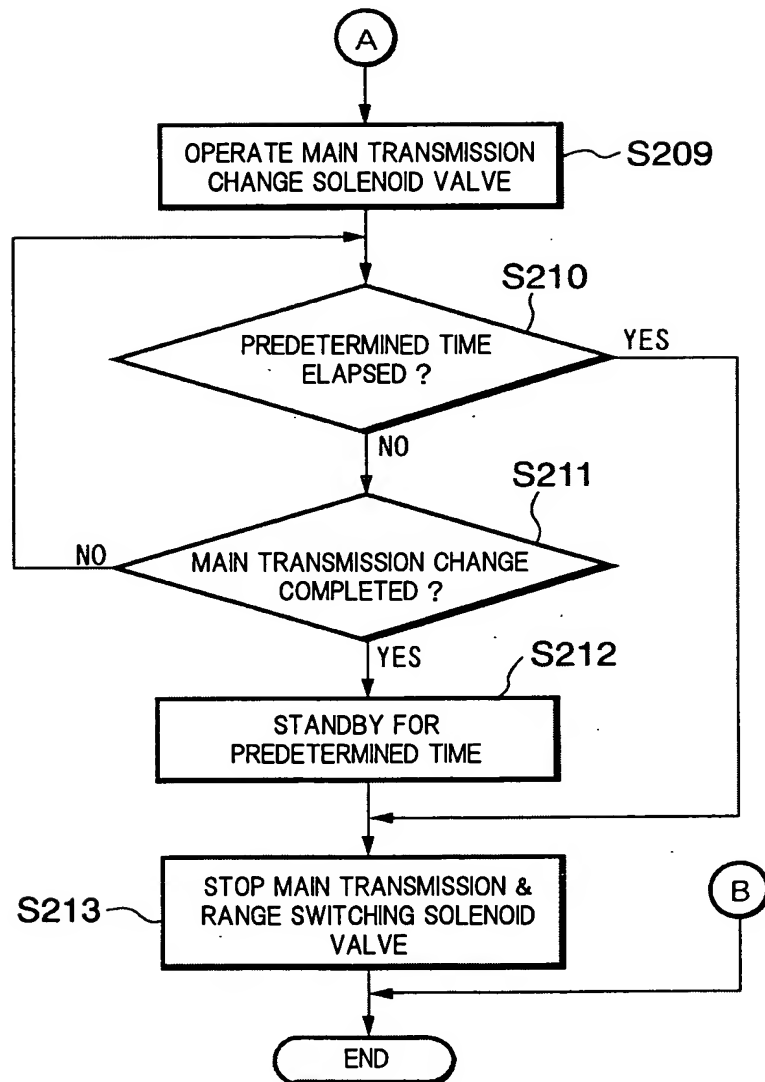 A
OPERATE MAIN TRANSMISSION
CHANGE SOLENOID VALVE
S209
S210
PREDETERMINED TIME
ELAPSED ?
YES
NO
S211
NO
MAIN TRANSMISSION CHANGE
COMPLETED ?
YES
S212
STANDBY FOR
PREDETERMINED TIME
S213
STOP MAIN TRANSMISSION &
RANGE SWITCHING SOLENOID
VALVE
B
END